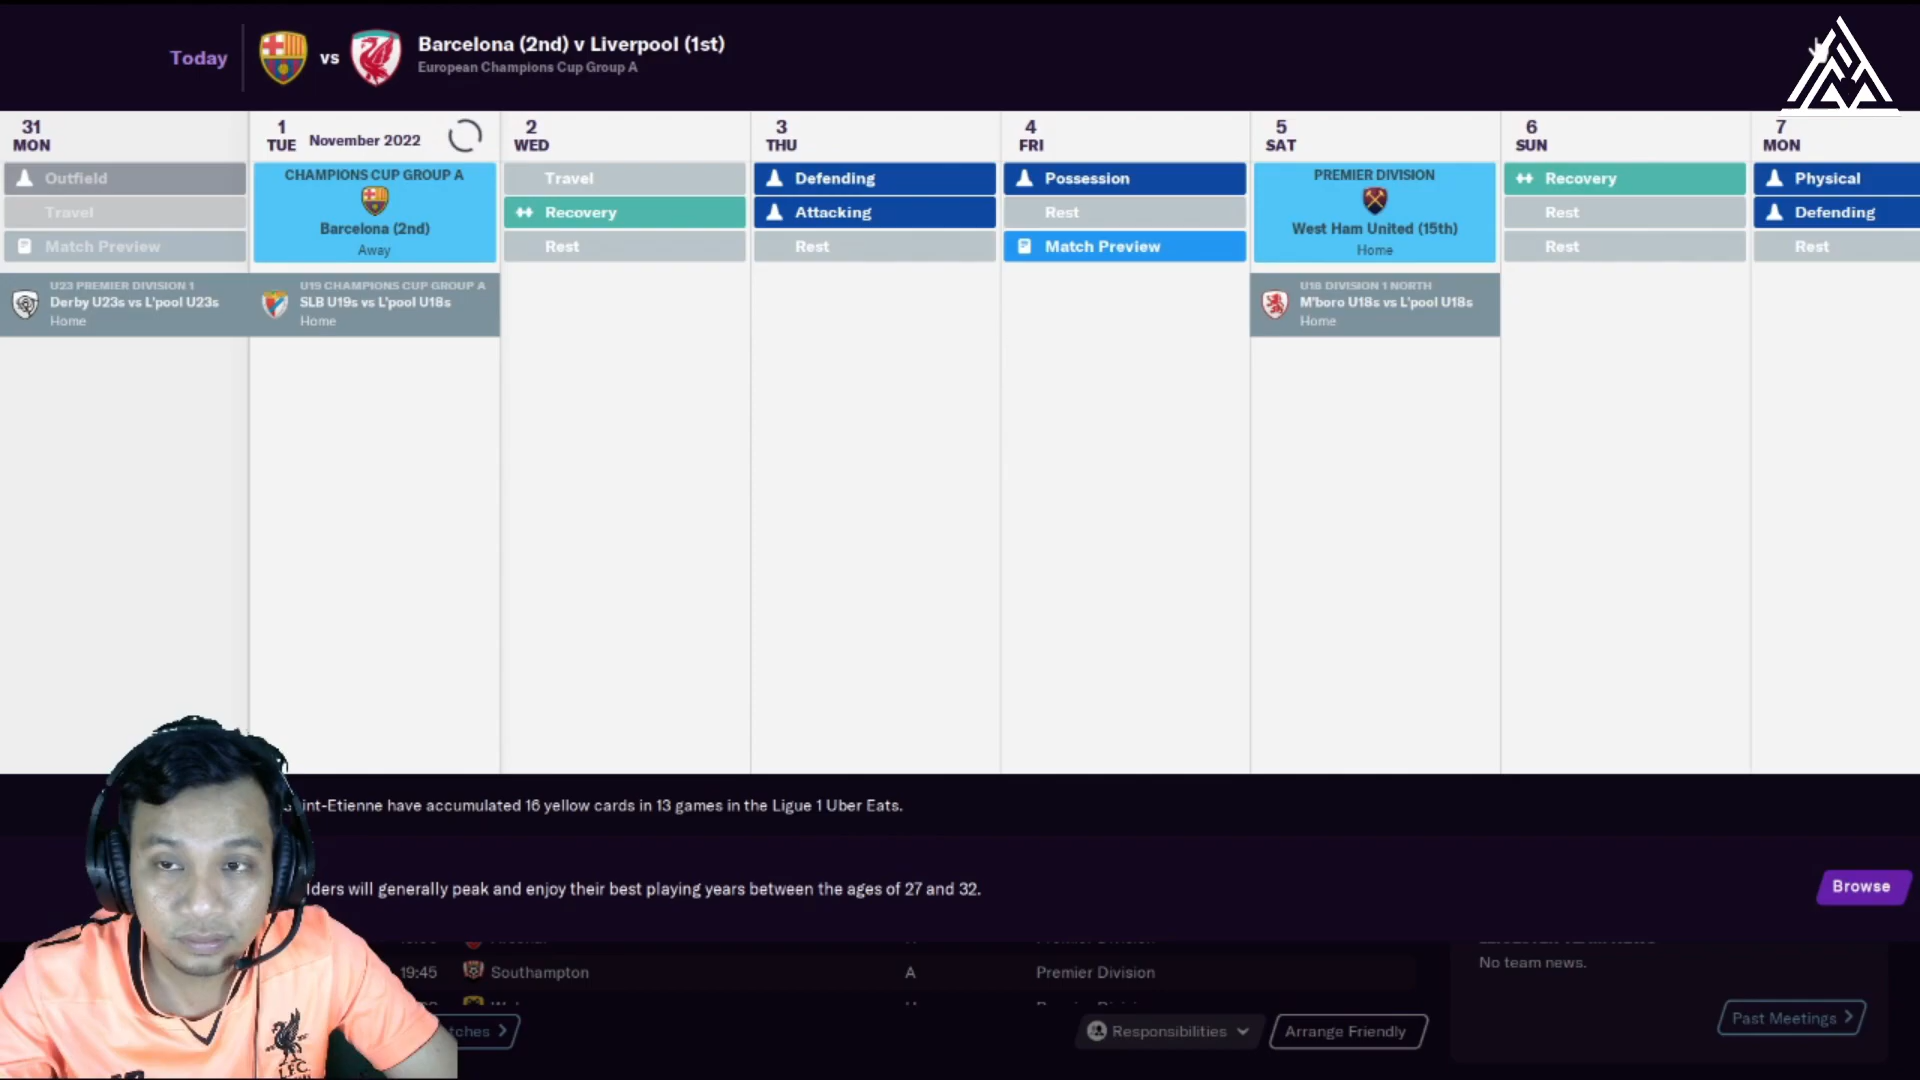 Today
vs
Barcelona (2nd) v Liverpool (1st)
European Champions Cup Group A
31
MON
1
TUE
November 2022
2
WED
3
THU
4
FRI
5
SAT
6
SUN
7
MON
Outfield
Travel
Match Preview
CHAMPIONS CUP GROUP A
Barcelona (2nd)
Away
Travel
Recovery
Rest
Defending
Attacking
Rest
Possession
Rest
Match Preview
PREMIER DIVISION
West Ham United (15th)
Home
Recovery
Rest
Rest
Physical
Defending
Rest
U23 PREMIER DIVISION 1
Derby U23s vs L'pool U23s
Home
U19 CHAMPIONS CUP GROUP A
SLB U19s vs L'pool U18s
Home
U18 DIVISION 1 NORTH
M'boro U18s vs L'pool U18s
Home
int-Etienne have accumulated 16 yellow cards in 13 games in the Ligue 1 Uber Eats.
lders will generally peak and enjoy their best playing years between the ages of 27 and 32.
Browse
19:45 Southampton A Premier Division
No team news.
tches
Responsibilities
Arrange Friendly
Past Meetings
L.F.C.